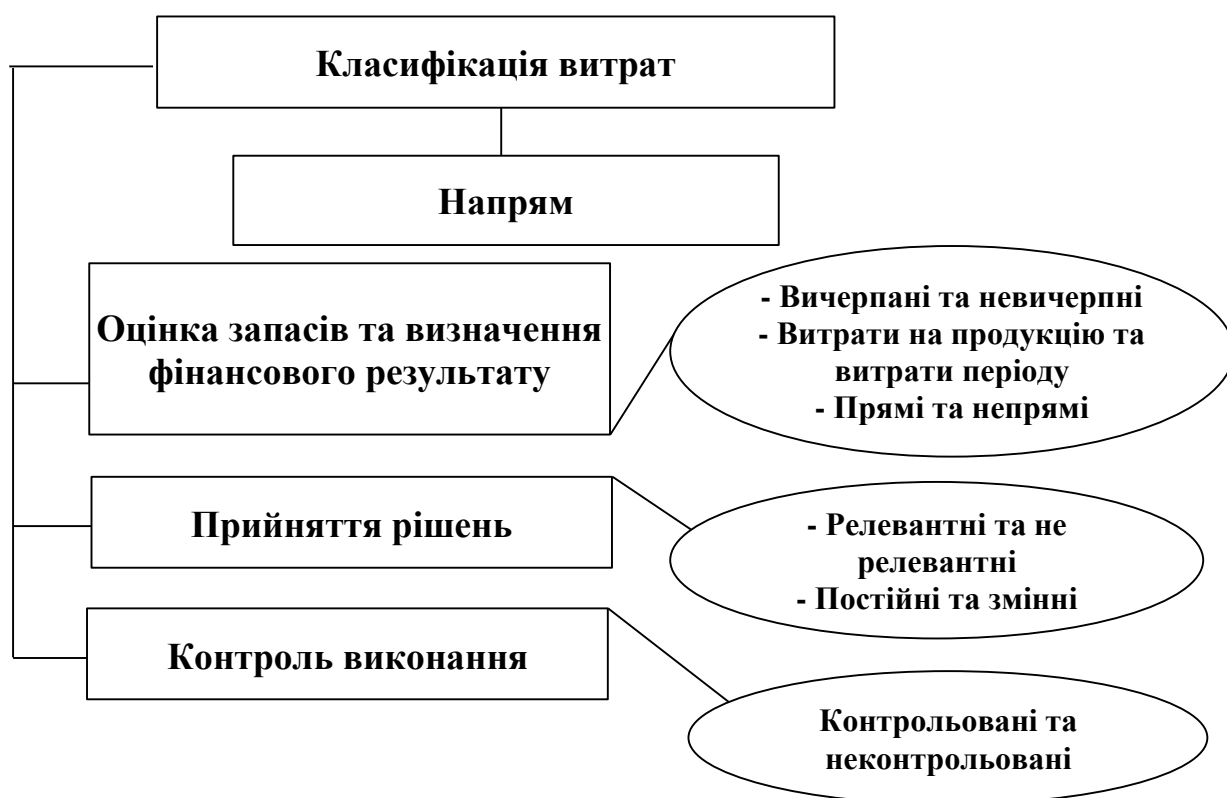 Класифікація витрат
Напрям
Оцінка запасів та визначення
фінансового результату
- Вичерпані та невичерпні
- Витрати на продукцію та
витрати періоду
- Прямі та непрямі
Прийняття рішень
- Релевантні та не
релевантні
- Постійні та змінні
Контроль виконання
Контрольовані та
неконтрольовані